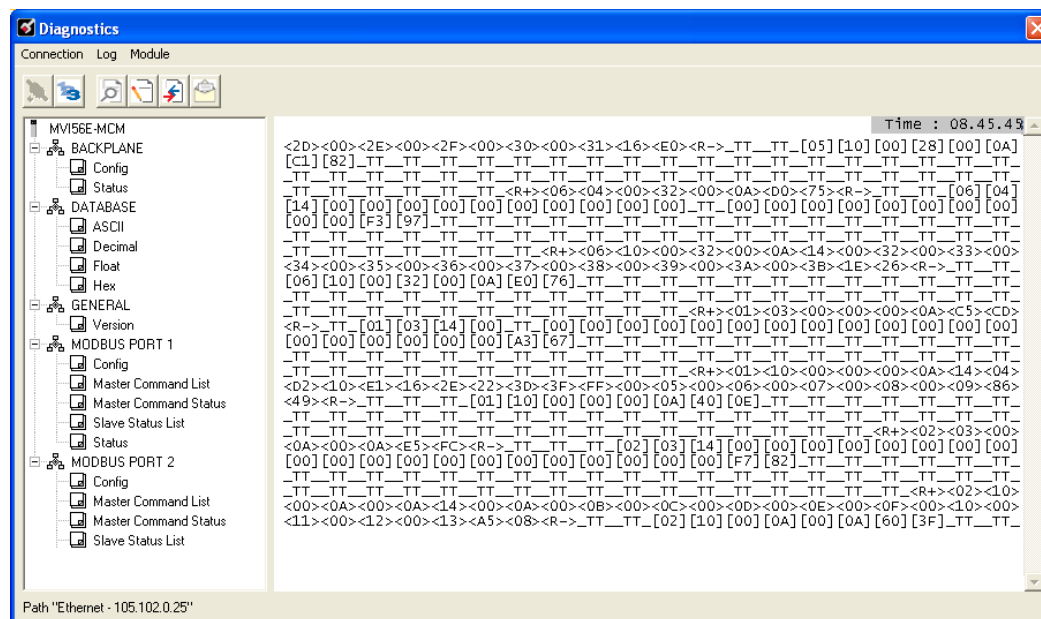 Diagnostics
Connection Log Module
MVI56E-MCM
BACKPLANE
Config
Status
DATABASE
ASCII
Decimal
Float
Hex
GENERAL
Version
MODBUS PORT 1
Config
Master Command List
Master Command Status
Slave Status List
Status
MODBUS PORT 2
Config
Master Command List
Master Command Status
Slave Status List
Time : 08.45.45
<2D><00><2E><00><2F><00><30><00><31><16><E0><R->_TT__TT_[05][10][00][28][00][0A]
[C1][82]_TT__TT__TT__TT__TT__TT__TT__TT__TT__TT__TT__TT__TT__TT__TT__TT_
_TT__TT__TT__TT__TT__TT__TT__TT__TT__TT__TT__TT__TT__TT__TT__TT__TT__TT_
_TT__TT__TT__TT__TT__TT_<R+><06><04><00><32><00><0A><D0><75><R->_TT__TT_[06][04]
[14][00][00][00][00][00][00][00][00][00][00]_TT_[00][00][00][00][00][00][00][00]
[00][00][F3][97]_TT__TT__TT__TT__TT__TT__TT__TT__TT__TT__TT__TT__TT__TT__TT_
_TT__TT__TT__TT__TT__TT__TT__TT__TT__TT__TT__TT__TT__TT__TT__TT__TT__TT_
_TT__TT__TT__TT__TT__TT_TT_<R+><06><10><00><32><00><0A><14><00><32><00><33><00>
<34><00><35><00><36><00><37><00><38><00><39><00><3A><00><3B><1E><26><R->_TT__TT_
[06][10][00][32][00][0A][E0][76]_TT__TT__TT__TT__TT__TT__TT__TT__TT__TT__TT_
_TT__TT__TT__TT__TT__TT__TT__TT__TT__TT__TT__TT__TT__TT__TT__TT__TT__TT_
_TT__TT__TT__TT__TT__TT__TT__TT__TT__TT_<R+><01><03><00><00><00><0A><C5><CD>
<R->_TT_[01][03][14][00]_TT_[00][00][00][00][00][00][00][00][00][00][00][00][00]
[00][00][00][00][00][00][A3][67]_TT__TT__TT__TT__TT__TT__TT__TT__TT__TT__TT_
_TT__TT__TT__TT__TT__TT__TT__TT__TT__TT__TT__TT__TT__TT__TT__TT__TT__TT_
_TT__TT__TT__TT__TT__TT__TT__TT__TT__TT_<R+><01><10><00><00><00><0A><14><04>
<D2><10><E1><16><2E><22><3D><3F><FF><00><05><00><06><00><07><00><08><00><09><86>
<49><R->_TT__TT__TT_[01][10][00][00][00][0A][40][0E]_TT__TT__TT__TT__TT__TT_
_TT__TT__TT__TT__TT__TT__TT__TT__TT__TT__TT__TT__TT__TT__TT__TT__TT__TT_
_TT__TT__TT__TT__TT__TT__TT__TT__TT__TT__TT__TT__TT__TT__TT_<R+><02><03><00>
<0A><00><0A><E5><FC><R->_TT__TT__TT_[02][03][14][00][00][00][00][00][00][00][00]
[00][00][00][00][00][00][00][00][00][00][00][00][F7][82]_TT__TT__TT__TT__TT_
_TT__TT__TT__TT__TT__TT__TT__TT__TT__TT__TT__TT__TT__TT__TT__TT__TT__TT_
_TT__TT__TT__TT__TT__TT__TT__TT__TT__TT__TT__TT__TT__TT__TT__TT_<R+><02><10>
<00><0A><00><0A><14><00><0A><00><0B><00><0C><00><0D><00><0E><00><0F><00><10><00>
<11><00><12><00><13><A5><08><R->_TT__TT_[02][10][00][0A][00][0A][60][3F]_TT__TT_
Path "Ethernet - 105.102.0.25"